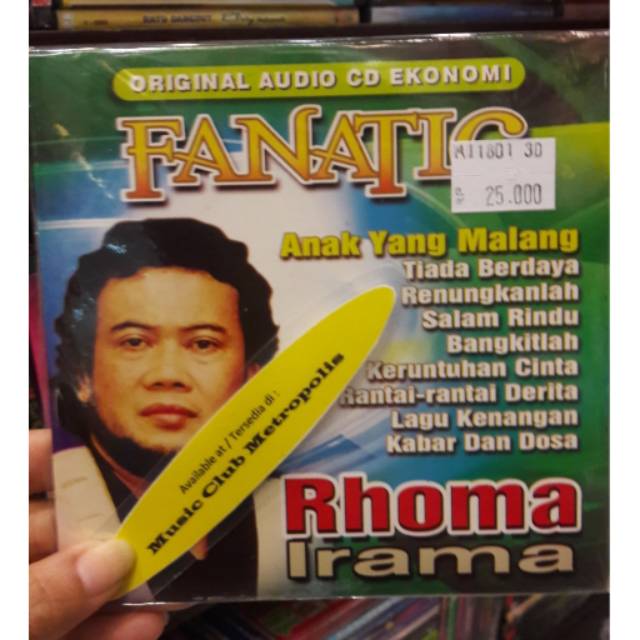 ORIGINAL AUDIO CD EKONOMI
FANATIC
M11801 30
25.000
Anak Yang Malang
Tiada Berdaya
Renungkanlah
Salam Rindu
Bangkitlah
Keruntuhan Cinta
Rantai-rantai Derita
Lagu Kenangan
Kabar Dan Dosa
Available at / Tersedia di :
Music Club Metropolis
Rhoma
Irama